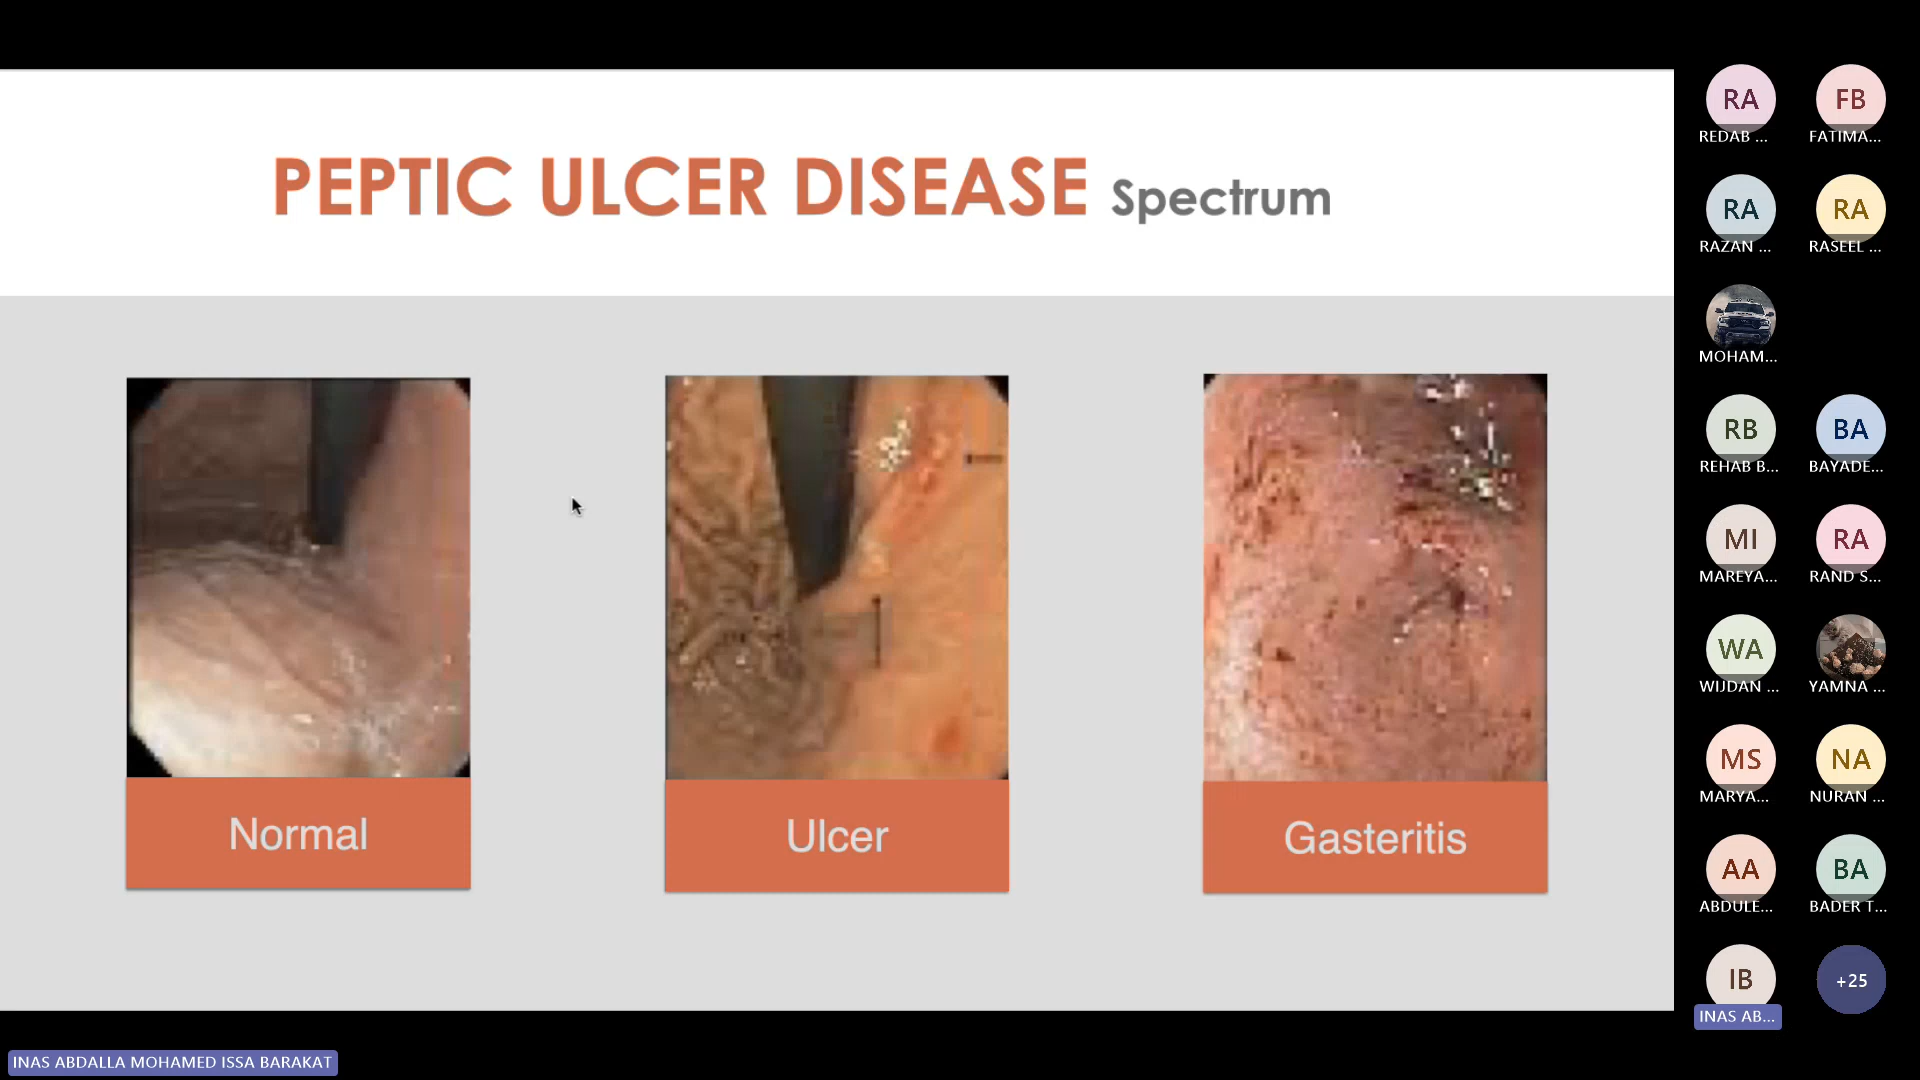 PEPTIC ULCER DISEASE Spectrum
Normal
Ulcer
Gasteritis
RA
REDAB ...
FB
FATIMA...
RA
RAZAN ...
RA
RASEEL ...
MOHAM...
RB
REHAB B...
BA
BAYADE...
MI
MAREYA...
RA
RAND S...
WA
WIJDAN ...
YAMNA ...
MS
MARYA...
NA
NURAN ...
AA
ABDULE...
BA
BADER T...
IB
INAS AB...
+25
INAS ABDALLA MOHAMED ISSA BARAKAT